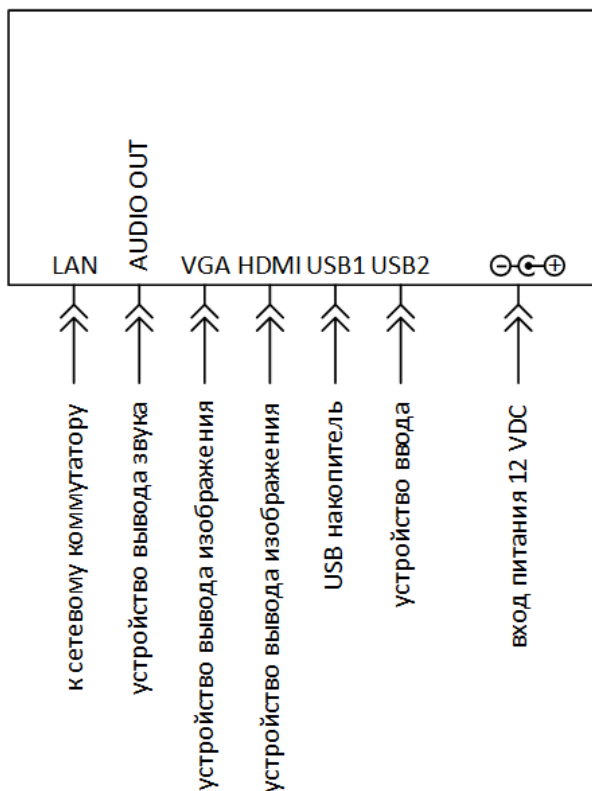 LAN
AUDIO OUT
VGA
HDMI
USB1
USB2
к сетевому коммутатору
устройство вывода звука
устройство вывода изображения
устройство вывода изображения
USB накопитель
устройство ввода
вход питания 12 VDC